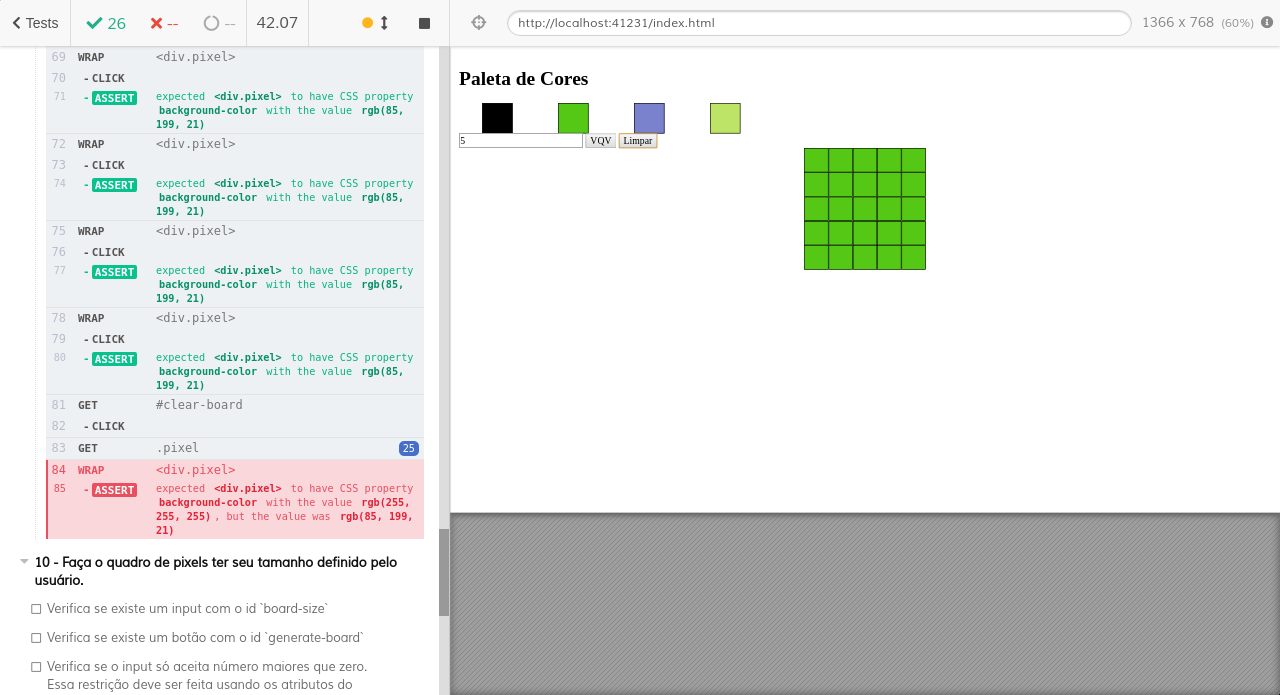 Tests
26
--
--
42.07
http://localhost:41231/index.html
1366 x 768 (60%)
69 WRAP <div.pixel>
70 -CLICK
71 -ASSERT expected <div.pixel> to have CSS property
background-color with the value rgb(85,
199, 21)
72 WRAP <div.pixel>
73 -CLICK
74 -ASSERT expected <div.pixel> to have CSS property
background-color with the value rgb(85,
199, 21)
75 WRAP <div.pixel>
76 -CLICK
77 -ASSERT expected <div.pixel> to have CSS property
background-color with the value rgb(85,
199, 21)
78 WRAP <div.pixel>
79 -CLICK
80 -ASSERT expected <div.pixel> to have CSS property
background-color with the value rgb(85,
199, 21)
81 GET #clear-board
82 -CLICK
83 GET .pixel 25
84 WRAP <div.pixel>
85 -ASSERT expected <div.pixel> to have CSS property
background-color with the value rgb(255,
255, 255), but the value was rgb(85, 199,
21)
10 - Faça o quadro de pixels ter seu tamanho definido pelo
usuário.
Verifica se existe um input com o id `board-size`
Verifica se existe um botão com o id `generate-board`
Verifica se o input só aceita número maiores que zero.
Essa restrição deve ser feita usando os atributos do
Paleta de Cores
5 VQV Limpar